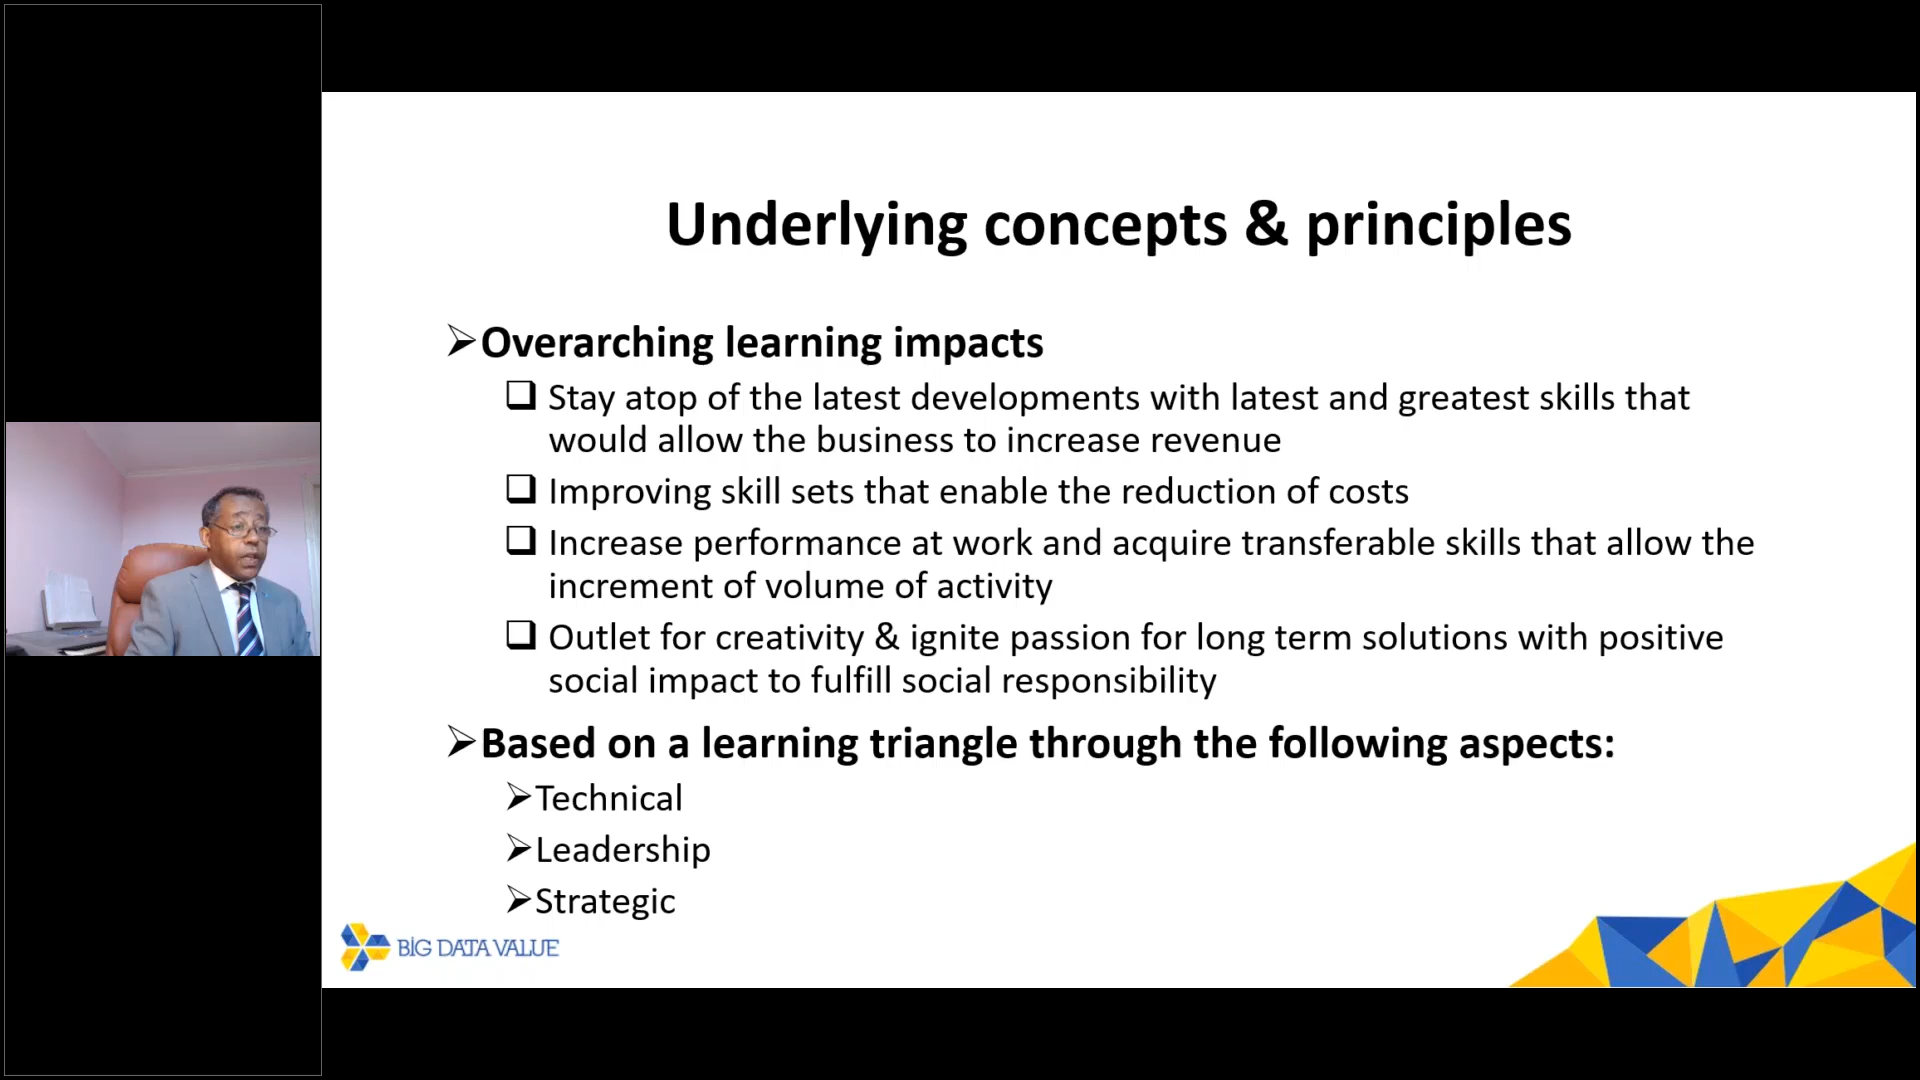 Underlying concepts & principles
Overarching learning impacts
Stay atop of the latest developments with latest and greatest skills that
would allow the business to increase revenue
Improving skill sets that enable the reduction of costs
Increase performance at work and acquire transferable skills that allow the
increment of volume of activity
Outlet for creativity & ignite passion for long term solutions with positive
social impact to fulfill social responsibility
Based on a learning triangle through the following aspects:
Technical
Leadership
Strategic
BIG DATA VALUE